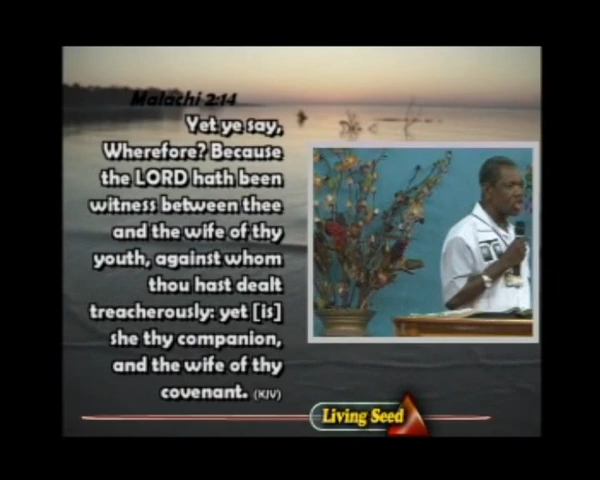 Malachi 2:14
Yet ye say,
Wherefore? Because
the LORD hath been
witness between thee
and the wife of thy
youth, against whom
thou hast dealt
treacherously: yet [is]
she thy companion,
and the wife of thy
covenant. (KJV)
Living Seed